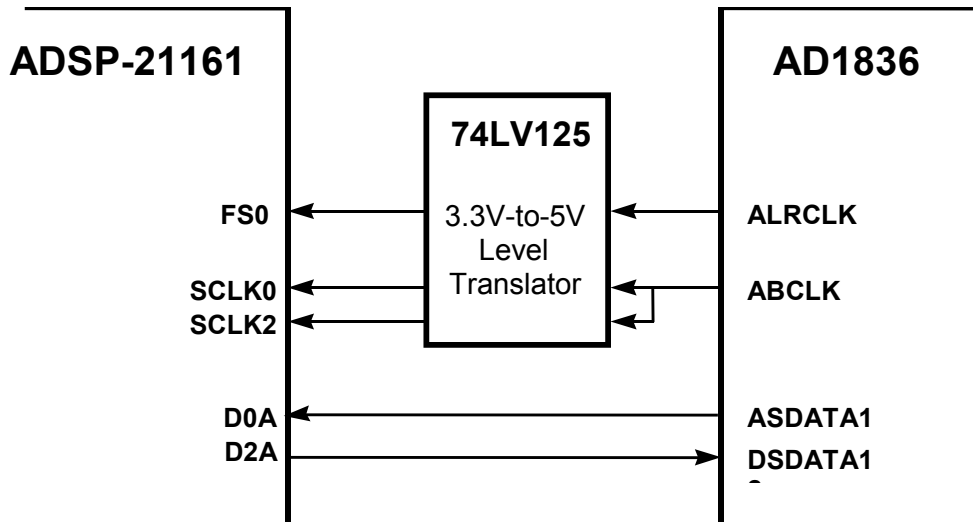 ADSP-21161
AD1836
74LV125
3.3V-to-5V
Level
Translator
FS0
SCLK0
SCLK2
D0A
D2A
ALRCLK
ABCLK
ASDATA1
DSDATA1